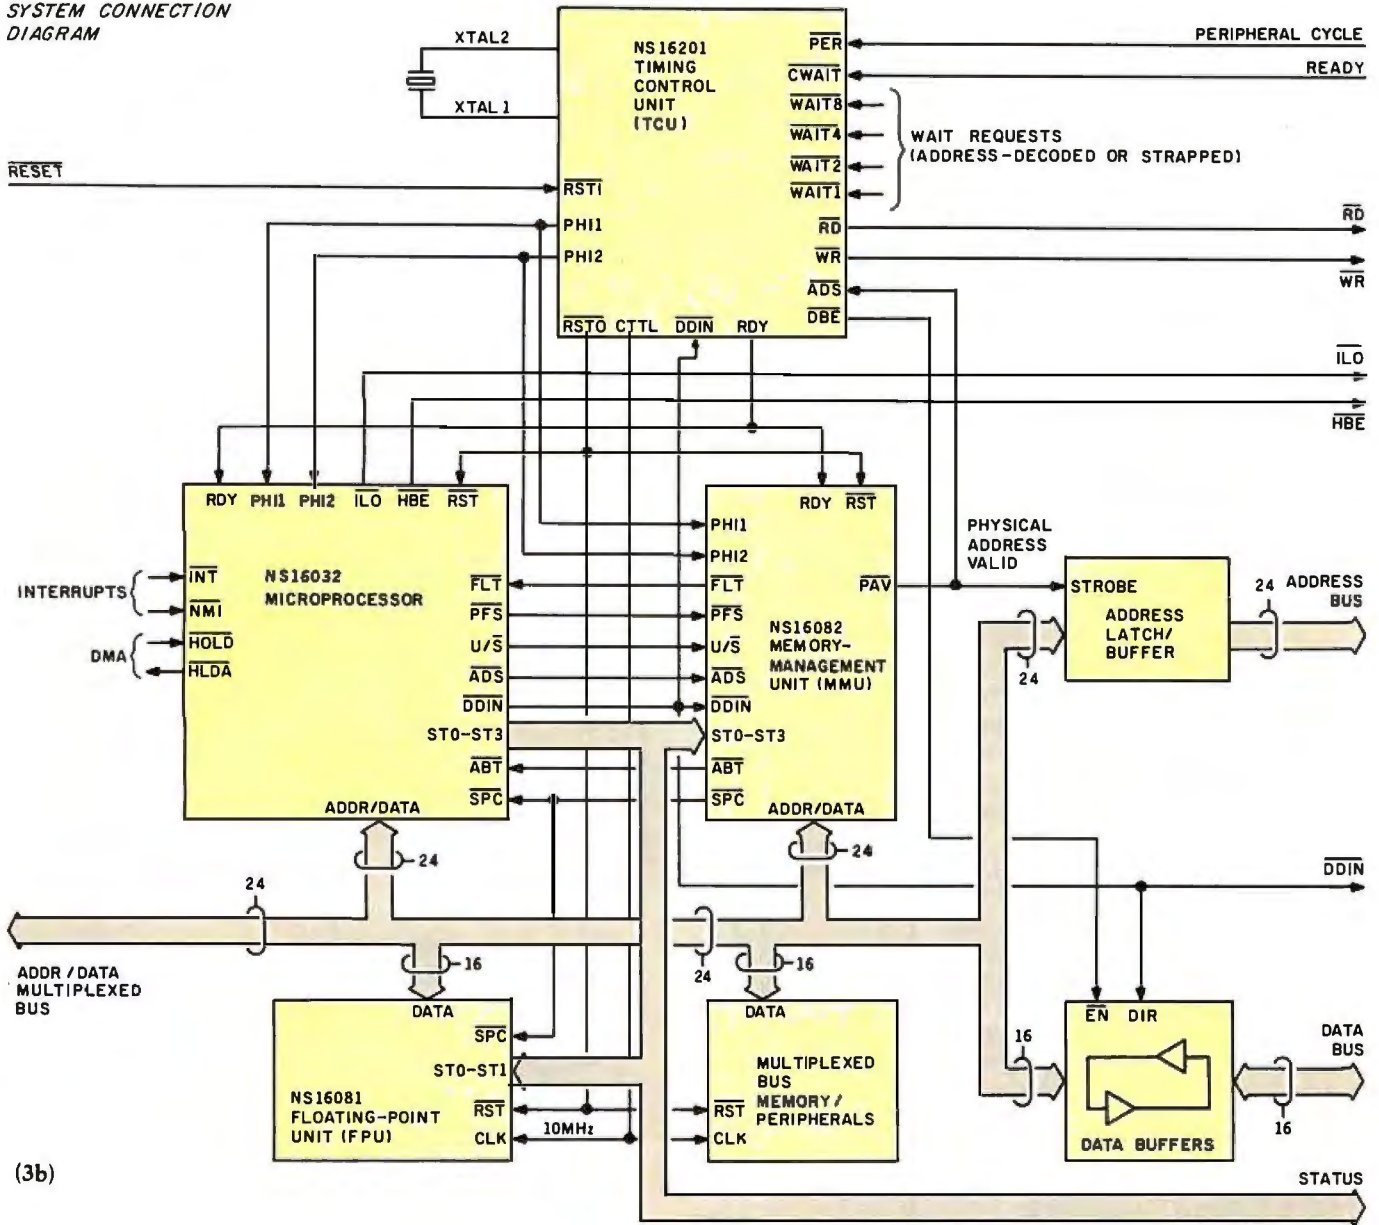 SYSTEM CONNECTION
DIAGRAM
XTAL2
XTAL1
NS16201
TIMING
CONTROL
UNIT
(TCU)
PER
CWAIT
WAIT8
WAIT4
WAIT2
WAIT1
RD
WR
ADS
DBE
RSTI
PHI1
PHI2
RSTO CTTL DDIN RDY
PERIPHERAL CYCLE
READY
WAIT REQUESTS
(ADDRESS-DECODED OR STRAPPED)
RESET
RD
WR
ILO
HBE
RDY PHI1 PHI2 ILO HBE RST
NS16032
MICROPROCESSOR
INTERRUPTS
INT
NMI
DMA
HOLD
HLDA
FLT
PFS
U/S
ADS
DDIN
ST0-ST3
ABT
SPC
ADDR/DATA
RDY RST
PHI1
PHI2
FLT
PFS
U/S
ADS
DDIN
ST0-ST3
ABT
SPC
PAV
NS16082
MEMORY-
MANAGEMENT
UNIT (MMU)
ADDR/DATA
PHYSICAL
ADDRESS
VALID
STROBE
ADDRESS
LATCH/
BUFFER
24
24
ADDRESS
BUS
24
24
24
24
DDIN
ADDR/DATA
MULTIPLEXED
BUS
16
16
DATA
SPC
ST0-ST1
RST
CLK
NS16081
FLOATING-POINT
UNIT (FPU)
10MHz
DATA
MULTIPLEXED
BUS
MEMORY/
PERIPHERALS
RST
CLK
16
EN DIR
DATA BUFFERS
DATA
BUS
16
STATUS
(3b)